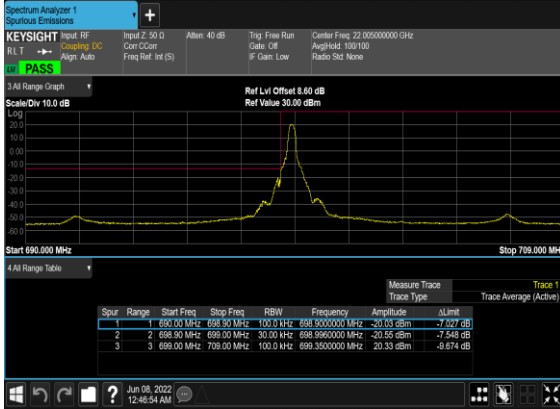 Spectrum Analyzer 1
Spurious Emissions
+
KEYSIGHT Input: RF Input Z: 50 Ω Atten: 40 dB Trig: Free Run Center Freq: 22.005000000 GHz
RLT Coupling: DC Corr CCorr Gate: Off Avg|Hold: 100/100
Align: Auto Freq Ref: Int (S) IF Gain: Low Radio Std: None
PASS
3 All Range Graph
Ref Lvl Offset 8.60 dB
Scale/Div 10.0 dB Ref Value 30.00 dBm
Log
20.0
10.0
0.00
-10.0
-20.0
-30.0
-40.0
-50.0
-60.0
Start 690.000 MHz Stop 709.000 MH
4 All Range Table
Measure Trace Trace 1
Trace Type Trace Average (Active)
Spur Range Start Freq Stop Freq RBW Frequency Amplitude ΔLimit
1 1 690.00 MHz 698.90 MHz 100.0 kHz 698.9000000 MHz -20.03 dBm -7.027 dB
2 2 698.90 MHz 699.00 MHz 30.00 kHz 698.9960000 MHz -20.55 dBm -7.548 dB
3 3 699.00 MHz 709.00 MHz 100.0 kHz 699.3500000 MHz 20.33 dBm -9.674 dB
? Jun 08, 2022
12:46:54 AM